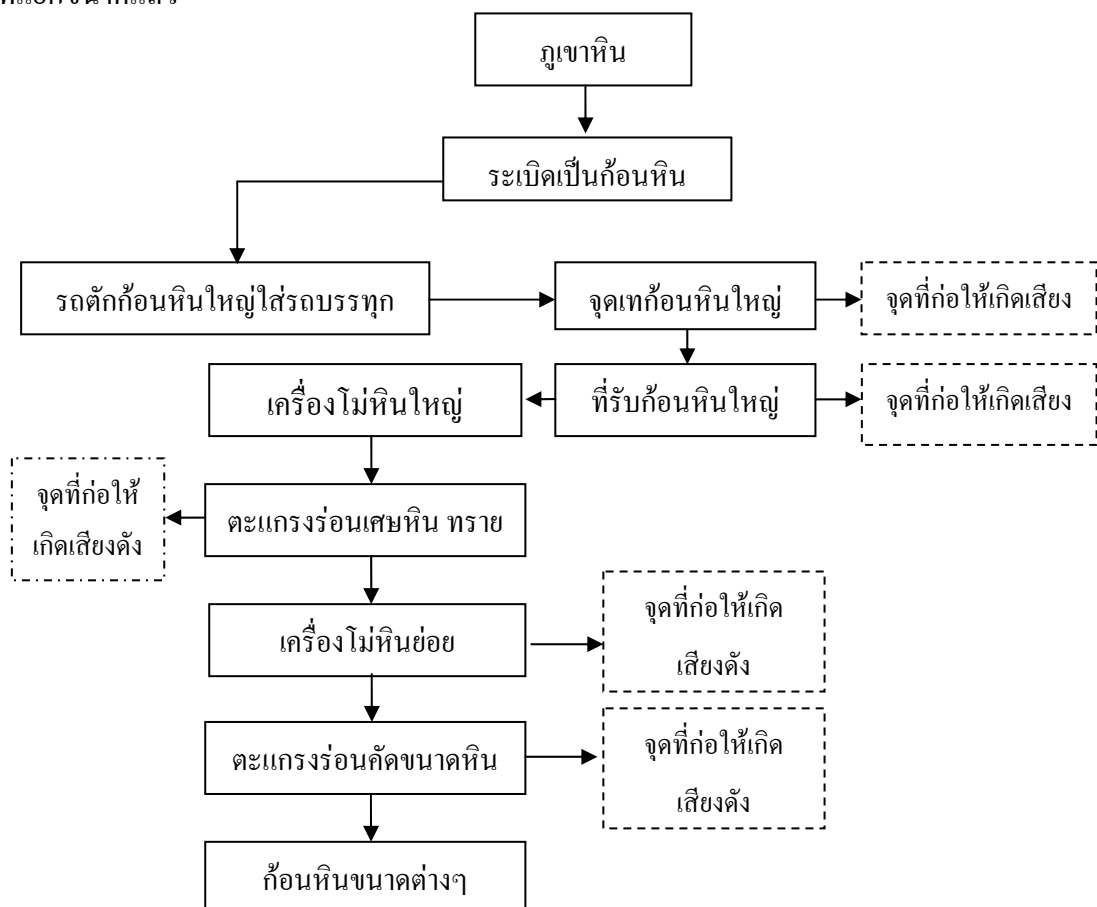 ภูเขาหิน
ระเบิดเป็นก้อนหิน
รถตักก้อนหินใหญ่ใส่รถบรรทุก
จุดเทก้อนหินใหญ่
จุดที่ก่อให้เกิดเสียง
เครื่องโม่หินใหญ่
ที่รับก้อนหินใหญ่
จุดที่ก่อให้เกิดเสียง
จุดที่ก่อให้
เกิดเสียงดัง
ตะแกรงร่อนเศษหิน ทราย
เครื่องโม่หินย่อย
จุดที่ก่อให้เกิด
เสียงดัง
ตะแกรงร่อนคัดขนาดหิน
จุดที่ก่อให้เกิด
เสียงดัง
ก้อนหินขนาดต่างๆ